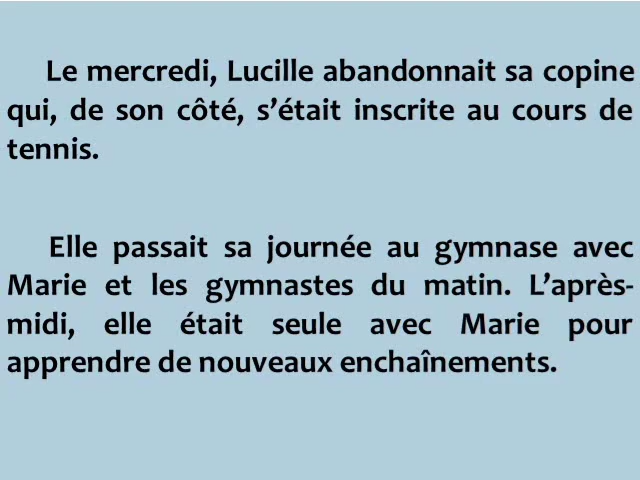 Le mercredi, Lucille abandonnait sa copine
qui, de son côté, s’était inscrite au cours de
tennis.
Elle passait sa journée au gymnase avec
Marie et les gymnastes du matin. L’après-
midi, elle était seule avec Marie pour
apprendre de nouveaux enchaînements.